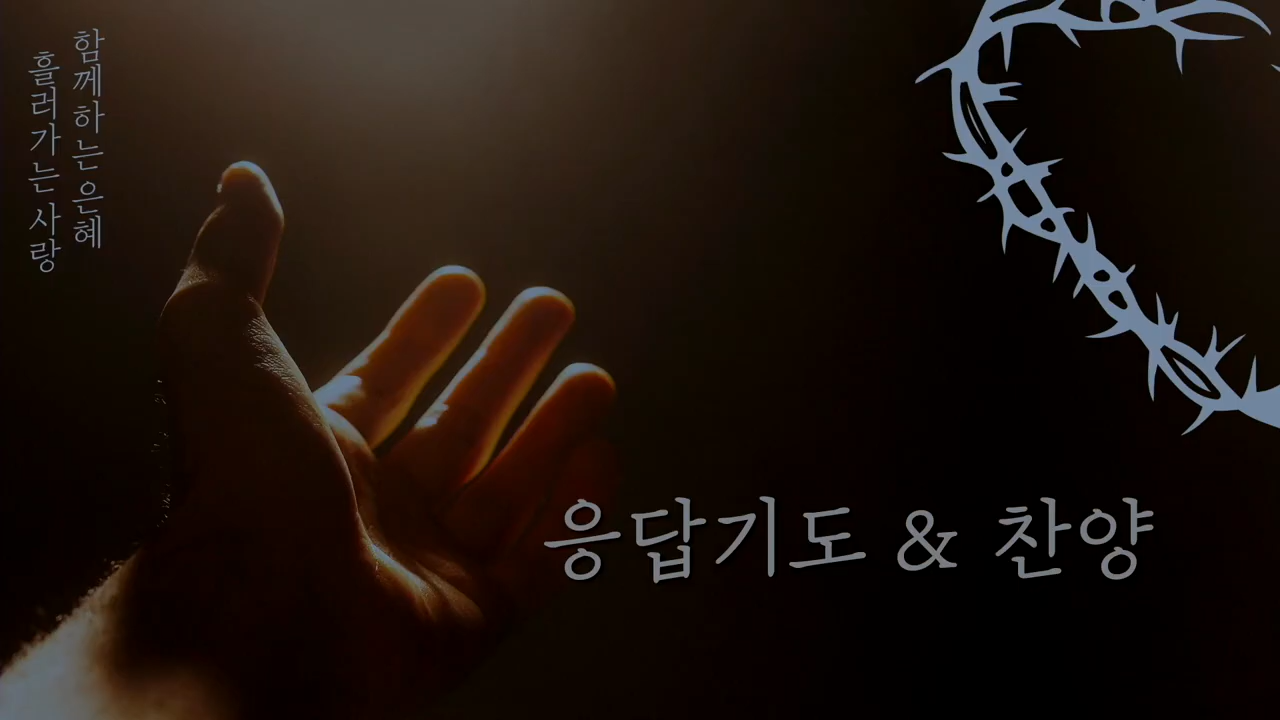 함께하는 은혜
흘러가는 사랑
응답기도 & 찬양